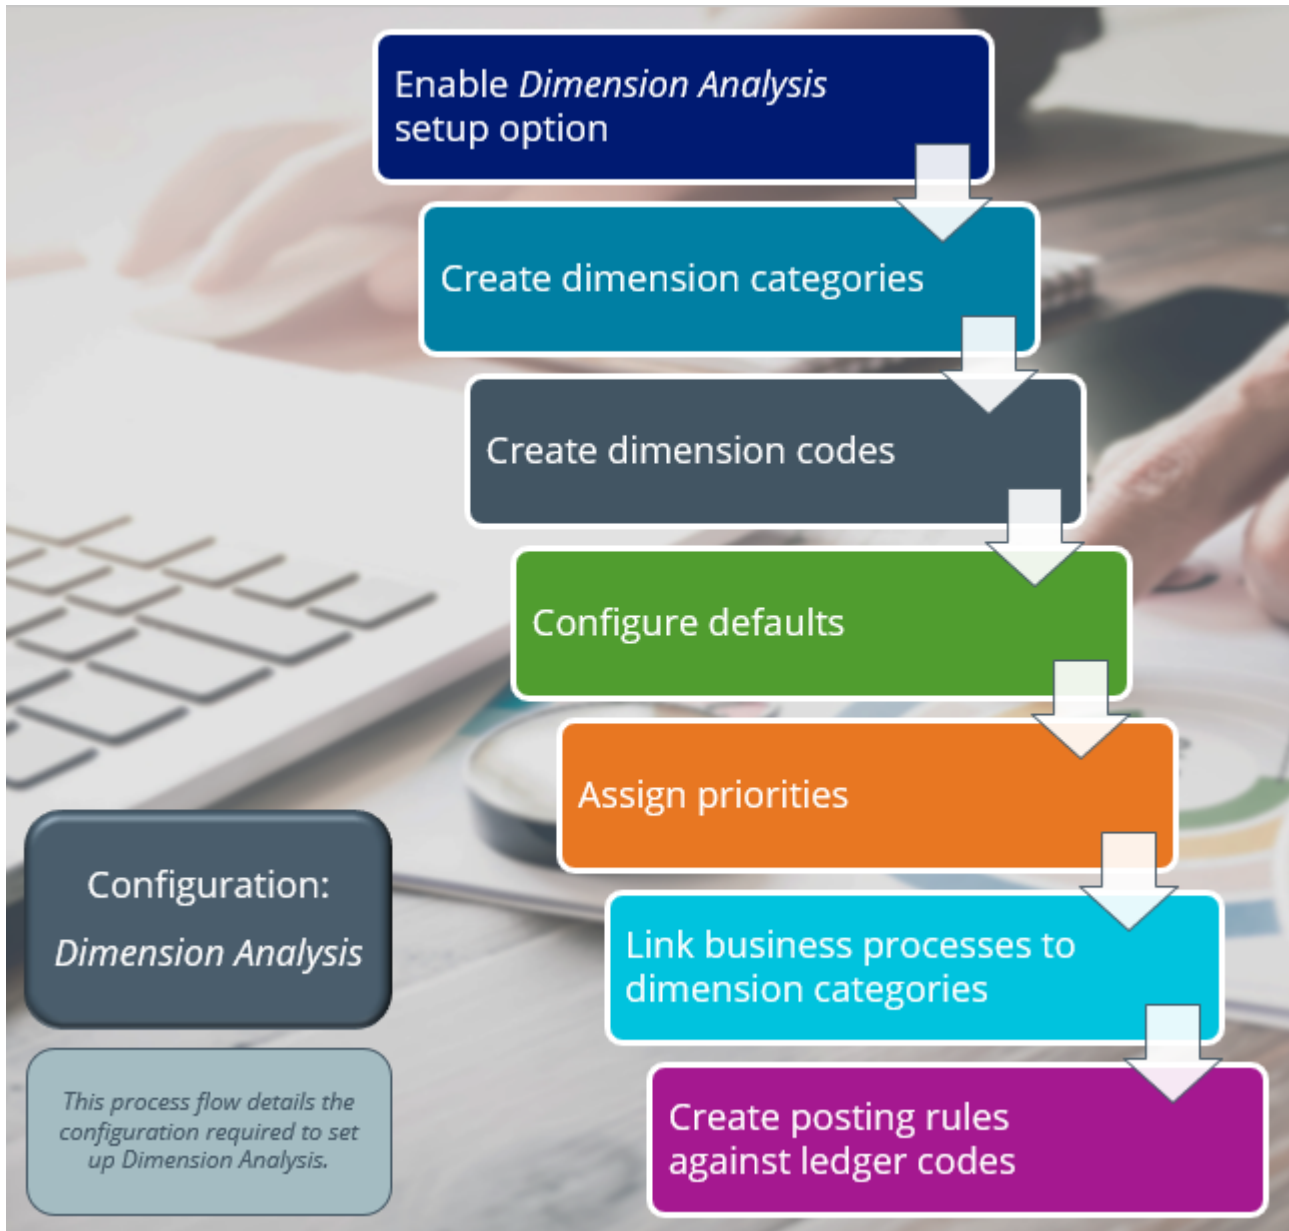 Enable Dimension Analysis
setup option
Create dimension categories
Create dimension codes
Configure defaults
Assign priorities
Link business processes to
dimension categories
Create posting rules
against ledger codes
Configuration:
Dimension Analysis
This process flow details the
configuration required to set
up Dimension Analysis.